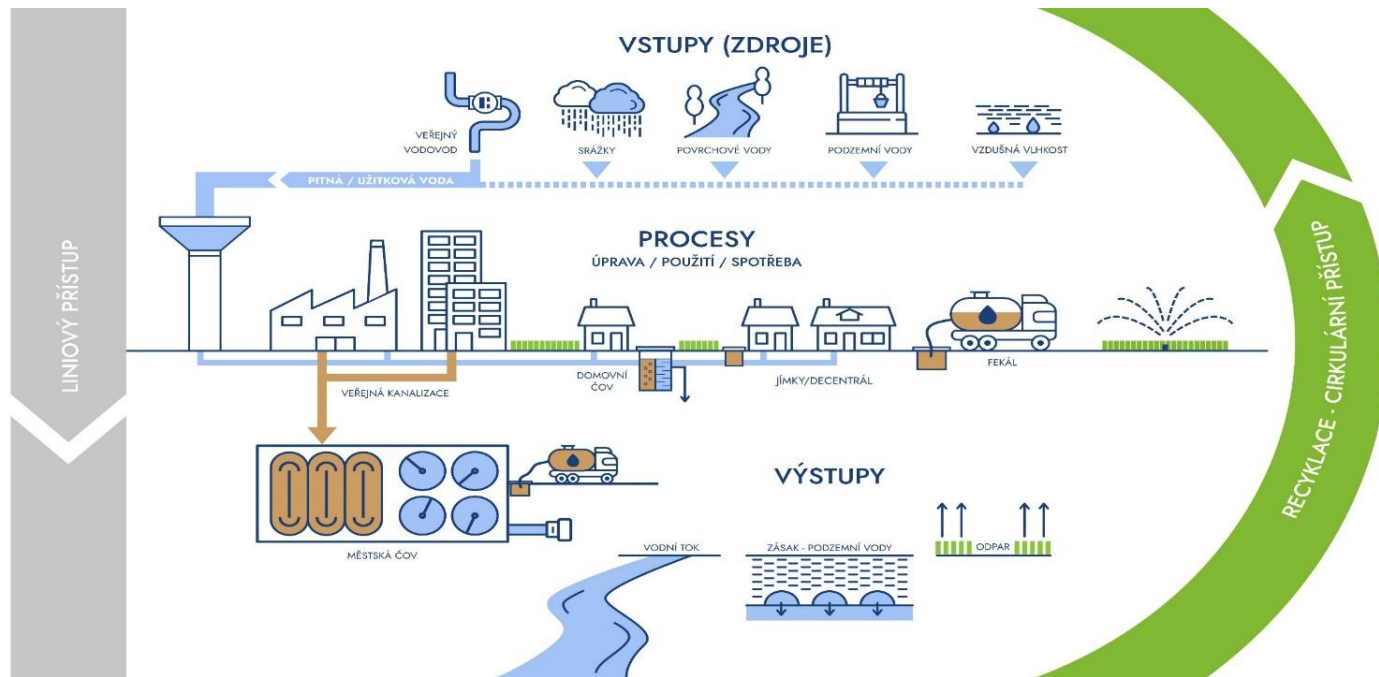 VSTUPY (ZDROJE)
VEŘEJNÝ
VODOVOD
SRÁŽKY
POVRCHOVÉ VODY
PODZEMNÍ VODY
VZDUŠNÁ VLHKOST
PITNÁ / UŽITKOVÁ VODA
LINIOVÝ PŘÍSTUP
PROCESY
ÚPRAVA / POUŽITÍ / SPOTŘEBA
RECYKLACE - CIRKULÁRNÍ PŘÍSTUP
VEŘEJNÁ KANALIZACE
DOMOVNÍ
ČOV
JÍMKY/DECENTRÁL
FEKÁL
MĚSTSKÁ ČOV
VÝSTUPY
VODNÍ TOK
ZÁSAK - PODZEMNÍ VODY
ODPAR